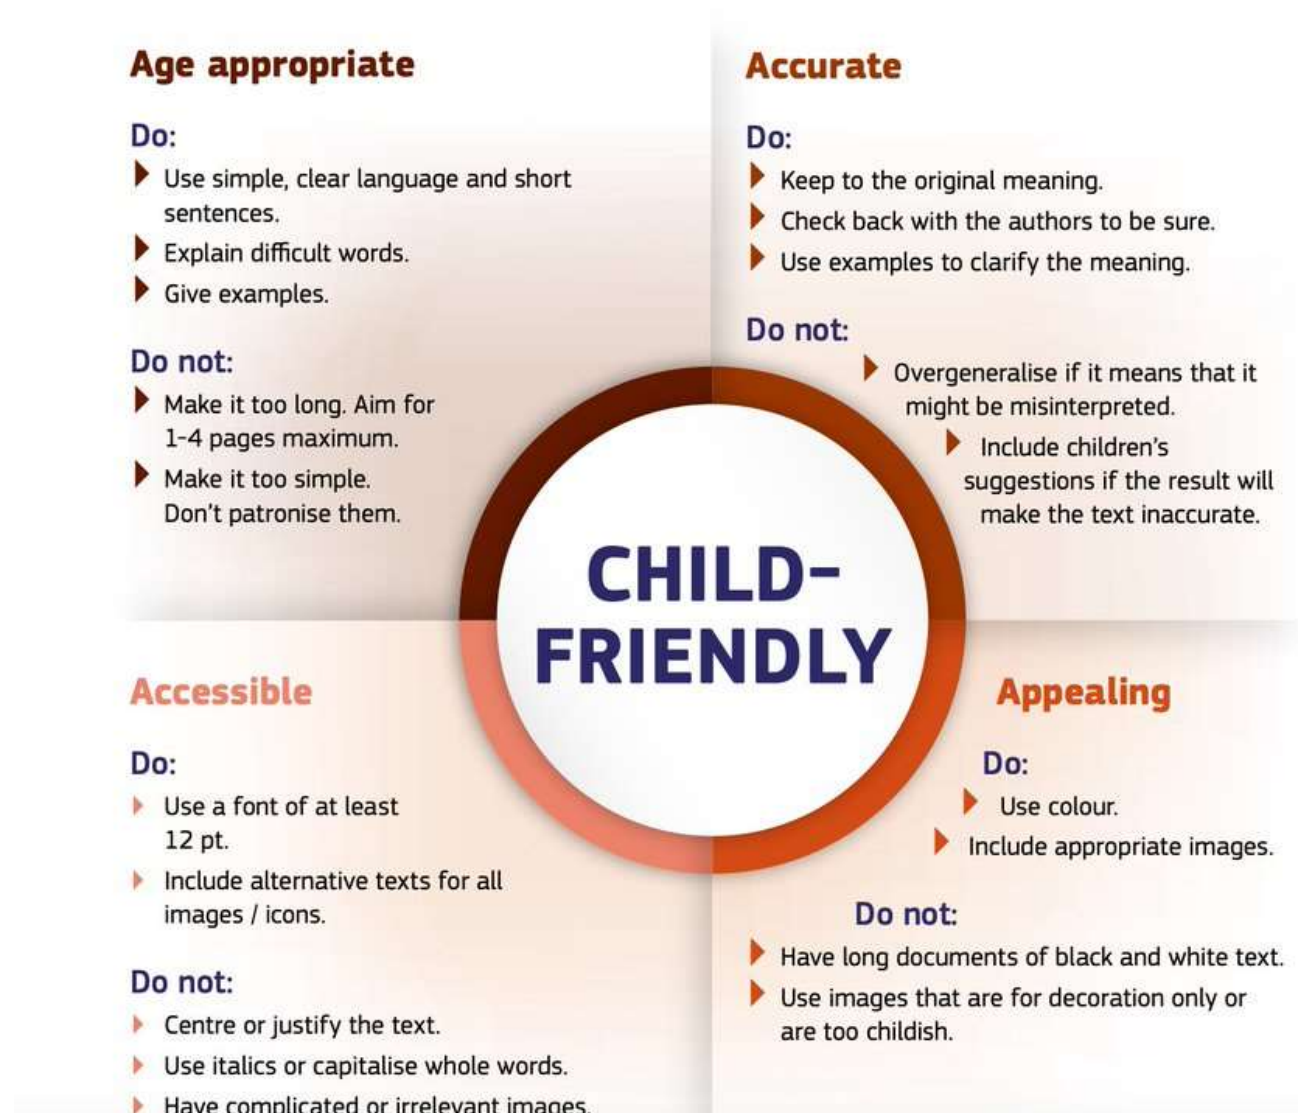 Age appropriate
Do:
Use simple, clear language and short
sentences.
Explain difficult words.
Give examples.
Do not:
Make it too long. Aim for
1-4 pages maximum.
Make it too simple.
Don't patronise them.
Accurate
Do:
Keep to the original meaning.
Check back with the authors to be sure.
Use examples to clarify the meaning.
Do not:
Overgeneralise if it means that it
might be misinterpreted.
Include children's
suggestions if the result will
make the text inaccurate.
CHILD-
FRIENDLY
Accessible
Do:
Use a font of at least
12 pt.
Include alternative texts for all
images / icons.
Do not:
Centre or justify the text.
Use italics or capitalise whole words.
Have complicated or irrelevant images.
Appealing
Do:
Use colour.
Include appropriate images.
Do not:
Have long documents of black and white text.
Use images that are for decoration only or
are too childish.